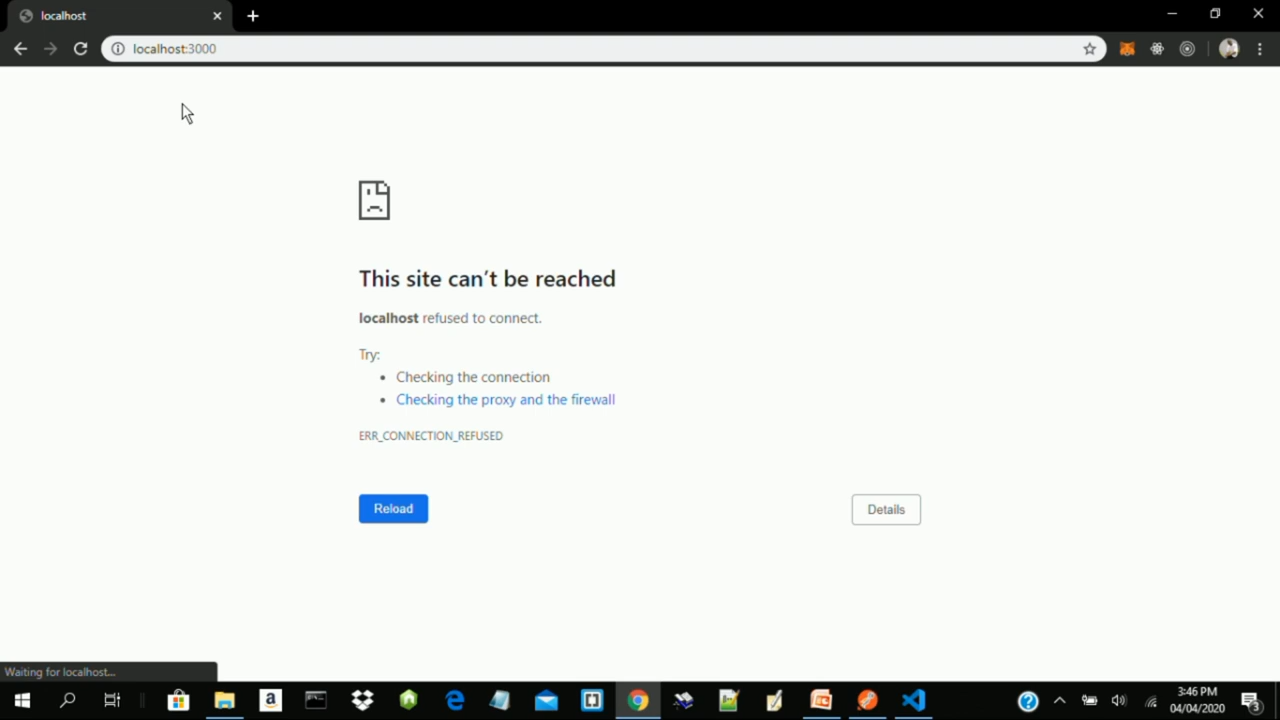 localhost
localhost:3000
This site can't be reached
localhost refused to connect.
Try:
• Checking the connection
• Checking the proxy and the firewall
ERR_CONNECTION_REFUSED
Reload
Details
Waiting for localhost...
3:46 PM
04/04/2020
3